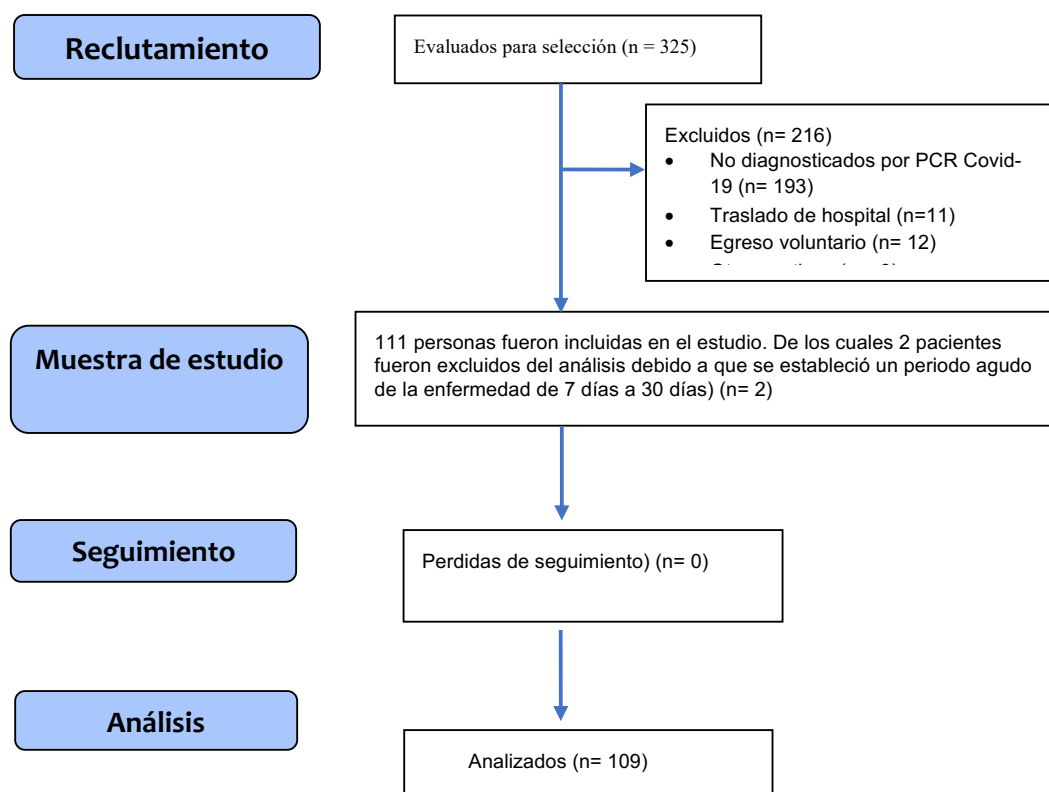 Reclutamiento
Evaluados para selección (n = 325)
Excluidos (n= 216)
• No diagnosticados por PCR Covid-
19 (n= 193)
• Traslado de hospital (n=11)
• Egreso voluntario (n= 12)
Muestra de estudio
111 personas fueron incluidas en el estudio. De los cuales 2 pacientes
fueron excluidos del análisis debido a que se estableció un periodo agudo
de la enfermedad de 7 días a 30 días) (n= 2)
Seguimiento
Perdidas de seguimiento) (n= 0)
Análisis
Analizados (n= 109)